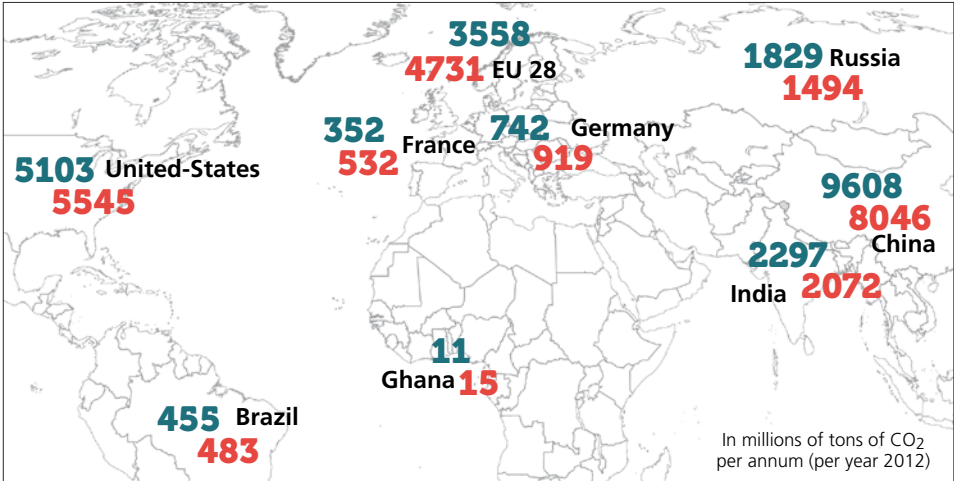 3558
4731 EU 28
1829 Russia
1494
352 France
532
742 Germany
919
5103 United-States
5545
9608
8046
China
2297
India 2072
11
Ghana 15
455 Brazil
483
In millions of tons of CO2
per annum (per year 2012)